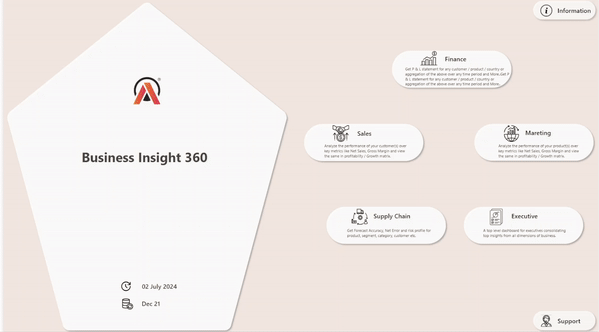 Information
Finance
Get P & L statement for any customer / product / country or
aggregation of the above over any time period and More,Get P
& L statement for any customer / product / country or
aggregation of the above over any time period and More,
Business Insight 360
Sales
Analyze the performance of your customer(s) over
key metrics like Net Sales, Gross Margin and view
the same in profitability / Growth matrix.
Mareting
Analyze the performance of your product(s) over
key metrics like Net Sales, Gross Margin and view
the same in profitability / Growth matrix.
Supply Chain
Get Forecast Accuracy, Net Error and risk profile for
product, segment, category, customer etc.
Executive
A top level dashboard for executives consolidating
top insights from all dimensions of business.
02 July 2024
Dec 21
Support